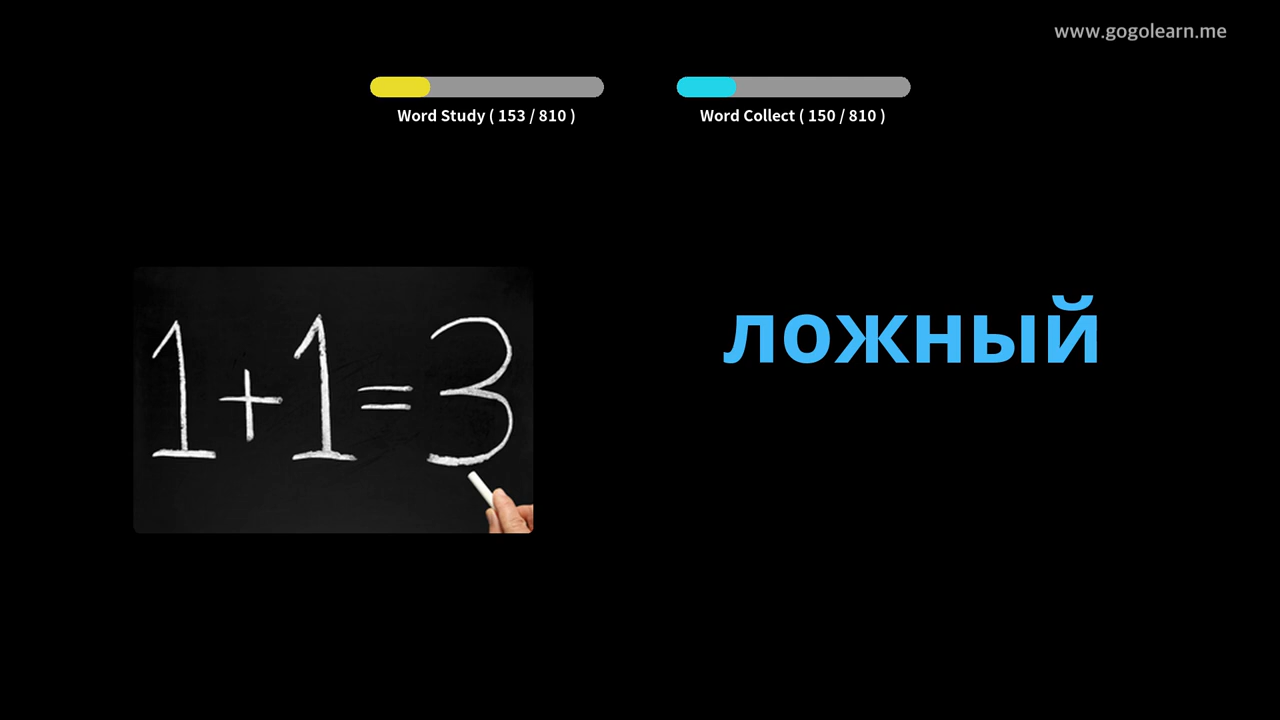 www.gogolearn.me
Word Study ( 153 / 810 )
Word Collect ( 150 / 810 )
ложный
1+1=3